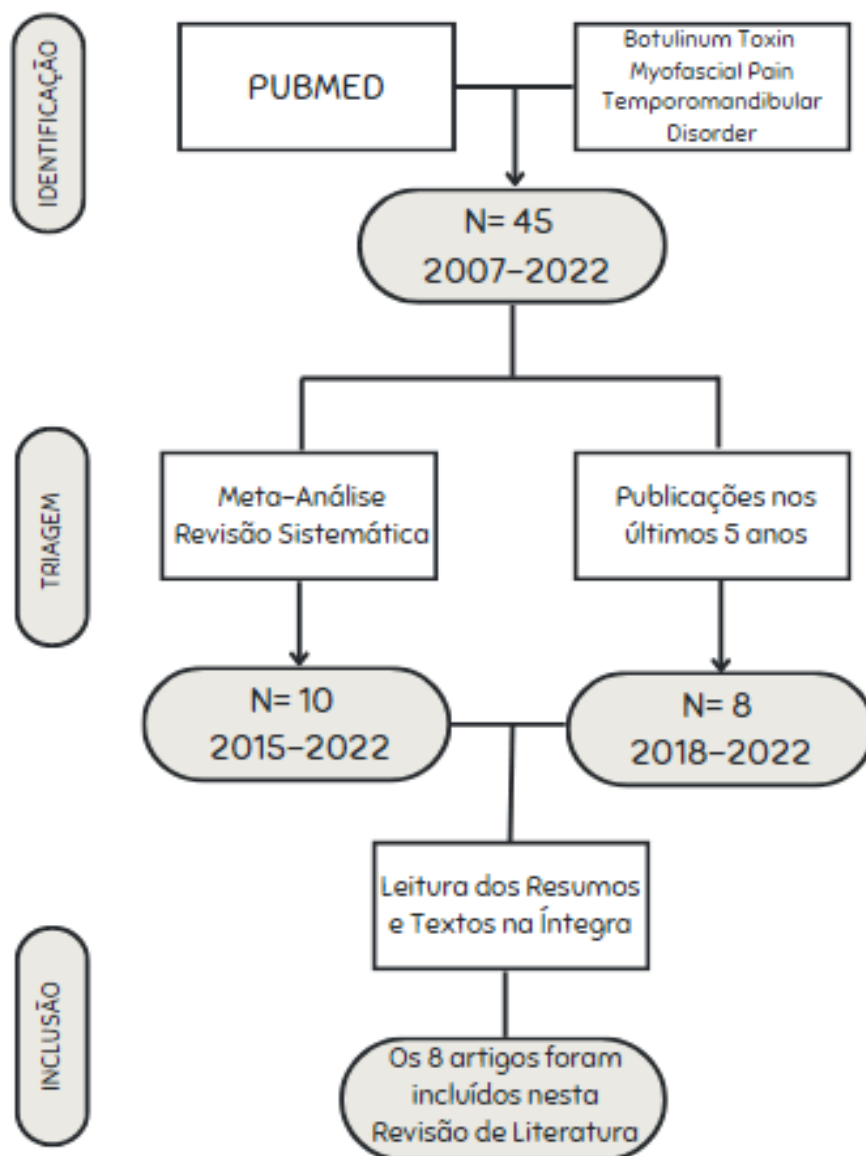 IDENTIFICAÇÃO
PUBMED
Botulinum Toxin
Myofascial Pain
Temporomandibular
Disorder
N= 45
2007-2022
TRIAGEM
Meta-Análise
Revisão Sistemática
Publicações nos
últimos 5 anos
N= 10
2015-2022
N= 8
2018-2022
Leitura dos Resumos
e Textos na Íntegra
INCLUSÃO
Os 8 artigos foram
incluídos nesta
Revisão de Literatura